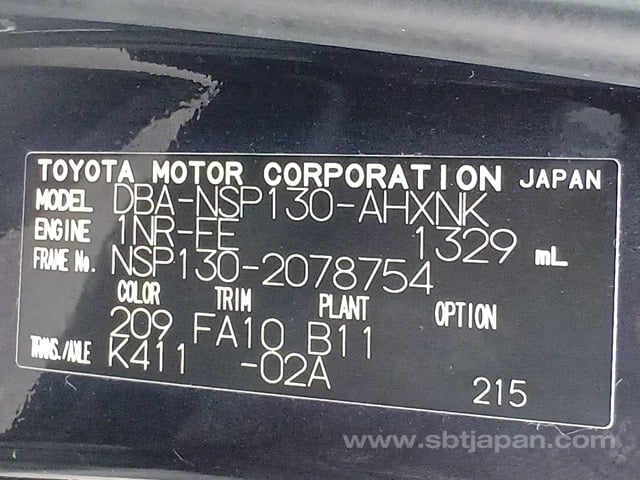 TOYOTA MOTOR CORPORATION JAPAN
MODEL DBA-NSP130-AHXNK
ENGINE 1NR-FE 1329 mL
FRAME No. NSP130-2078754
COLOR TRIM PLANT OPTION
209 FA10 B11
TRANS./AXLE K411 -02A 215
www.sbtjapan.com